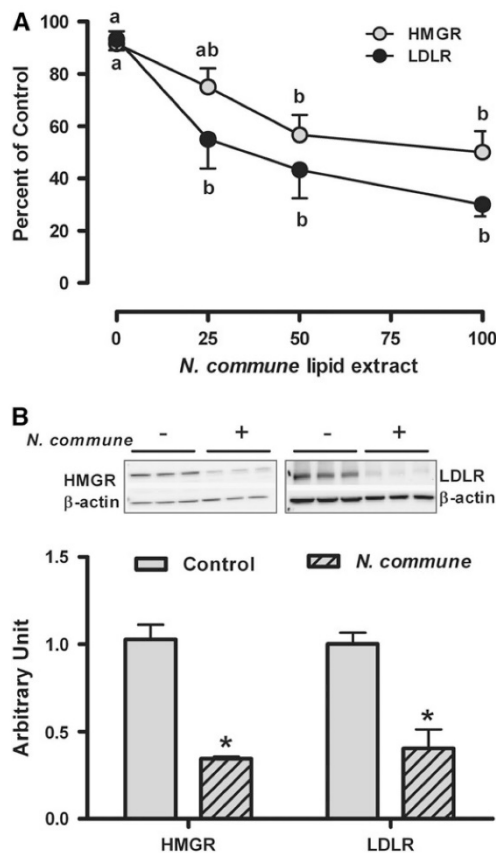 A
HMGR
LDLR
Percent of Control
100
80
60
40
20
0
a
a
ab
b
b
b
b
b
0 25 50 75 100
N. commune lipid extract
B
N. commune - + - +
HMGR
β-actin
LDLR
β-actin
Control N. commune
Arbitrary Unit
1.5
1.0
0.5
0.0
* *
HMGR LDLR